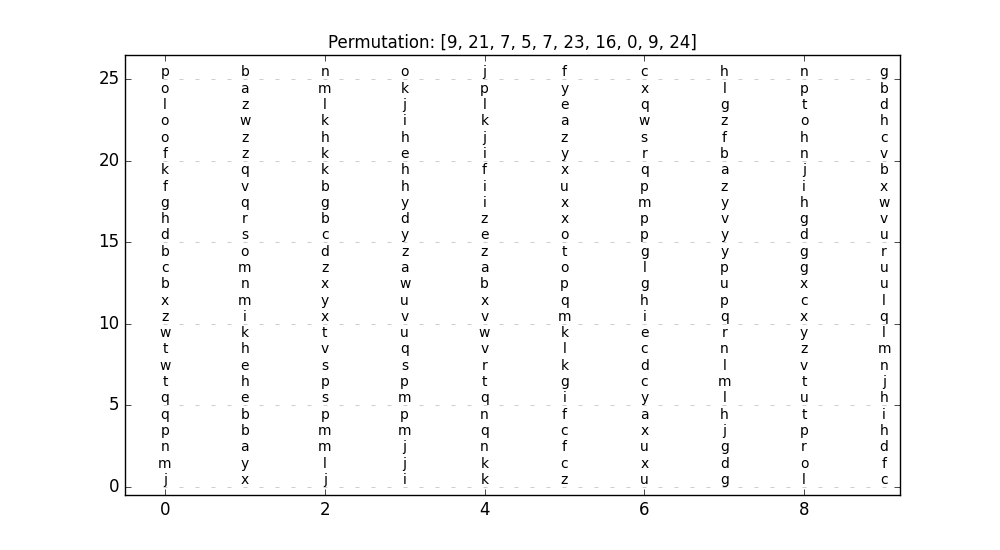 Permutation: [9, 21, 7, 5, 7, 23, 16, 0, 9, 24]
25 p b n o j f c h n g
o a m k p y x l p b
l z l j l e q g t d
o w k i k a w z o h
o z h h j z s f h c
20 f z k e i y r b n v
k q k h f x q a j b
f v b h i u p z i x
g q g y i x m y h w
h r b d z x p v g v
15 d s c y e o p y d u
b o d z z t g y g r
c m z a a o l p g u
b n x w b p g u x u
x m y u x q h p c l
10 z i x v v m i q x q
w k t u w k e r y l
t h v q v l c n z m
w e s s r k d l v n
t h p p t g c m t j
5 q e s m q i y l u h
q b p p n f a h t i
p b m m q c x j p h
n a m j n f u g r d
m y l j k c x d o f
0 j x j i k z u g l c
0 2 4 6 8